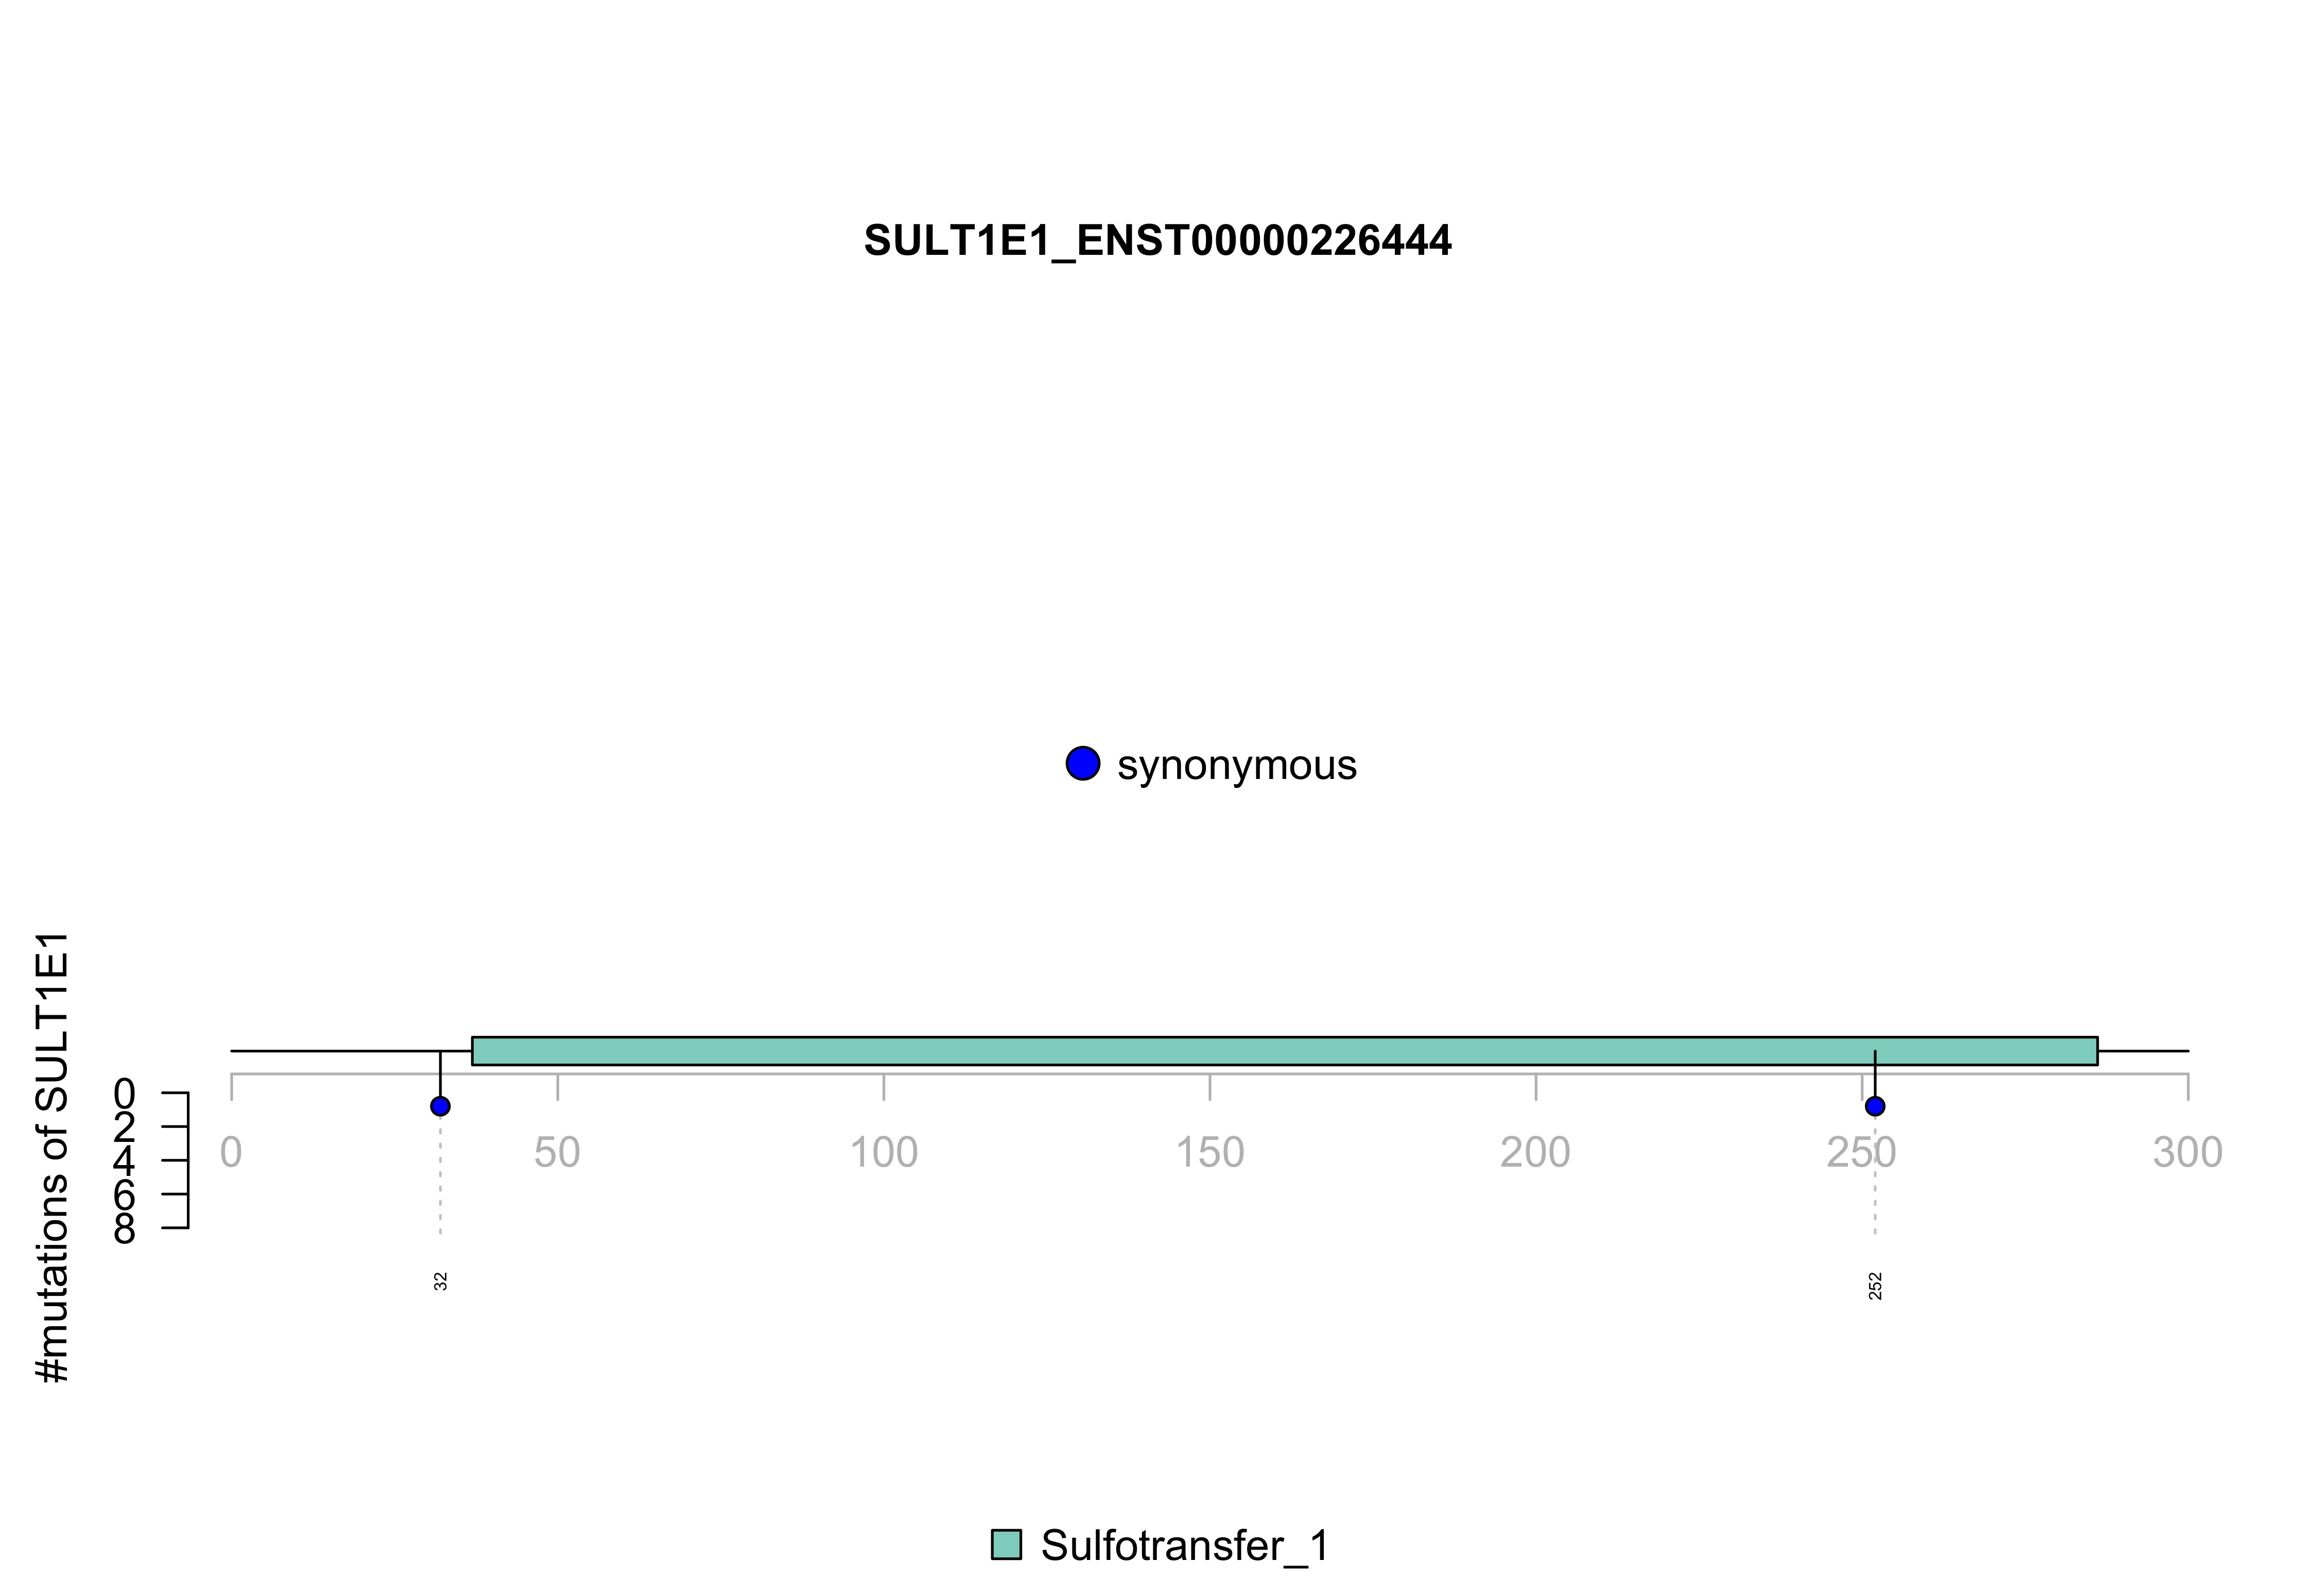 SULT1E1_ENST00000226444
synonymous
#mutations of SULT1E1
0
2
4
6
8
0 50 100 150 200 250 300
32 252
Sulfotransfer_1